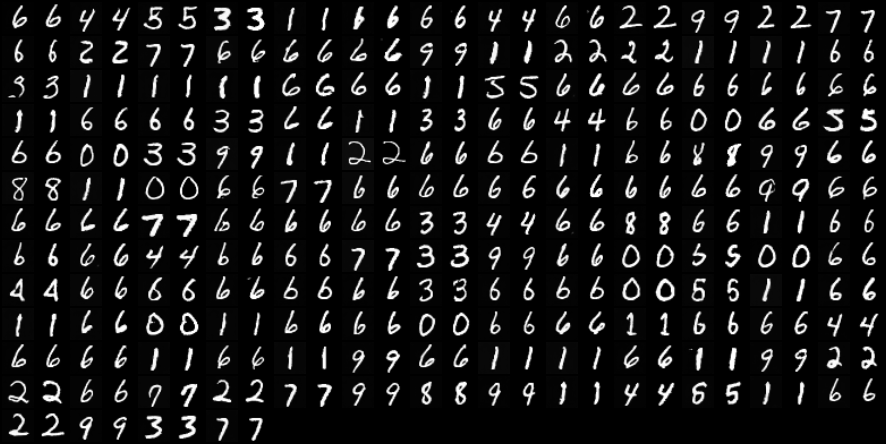 6 6 4 4 5 5 3 3 1 1 6 6 6 6 4 4 6 6 2 2 9 9 2 2 7 7
6 6 2 2 7 7 6 6 6 6 6 6 9 9 1 1 2 2 2 2 1 1 1 1 6 6
3 3 1 1 1 1 1 1 6 6 6 6 1 1 5 5 6 6 6 6 6 6 6 6 6 6
1 1 6 6 6 6 3 3 6 6 1 1 3 3 6 6 4 4 6 6 0 0 6 6 5 5
6 6 0 0 3 3 9 9 1 1 2 2 6 6 6 6 1 1 6 6 8 8 9 9 6 6
8 8 1 1 0 0 6 6 7 7 6 6 6 6 6 6 6 6 6 6 6 6 9 9 6 6
6 6 6 6 7 7 6 6 6 6 6 6 3 3 4 4 6 6 8 8 6 6 1 1 6 6
6 6 6 6 4 4 6 6 6 6 7 7 3 3 9 9 6 6 0 0 5 5 0 0 6 6
4 4 6 6 6 6 6 6 6 6 6 6 3 3 6 6 6 6 0 0 5 5 1 1 6 6
1 1 6 6 0 0 1 1 6 6 6 6 0 0 6 6 6 6 1 1 6 6 6 6 4 4
6 6 6 6 1 1 6 6 1 1 9 9 6 6 1 1 1 1 6 6 1 1 9 9 2 2
2 2 6 6 7 7 2 2 7 7 9 9 8 8 9 9 1 1 4 4 5 5 1 1 6 6
2 2 9 9 3 3 7 7